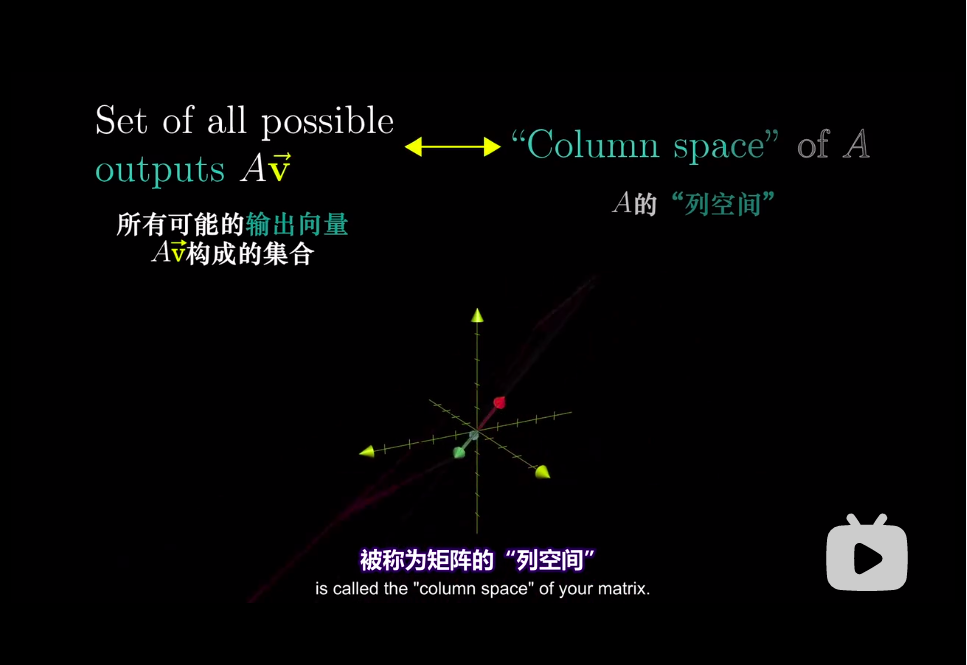 Set of all possible
outputs Av⃗
“Column space” of A
所有可能的输出向量
Av⃗构成的集合
A的“列空间”
被称为矩阵的“列空间”
is called the "column space" of your matrix.